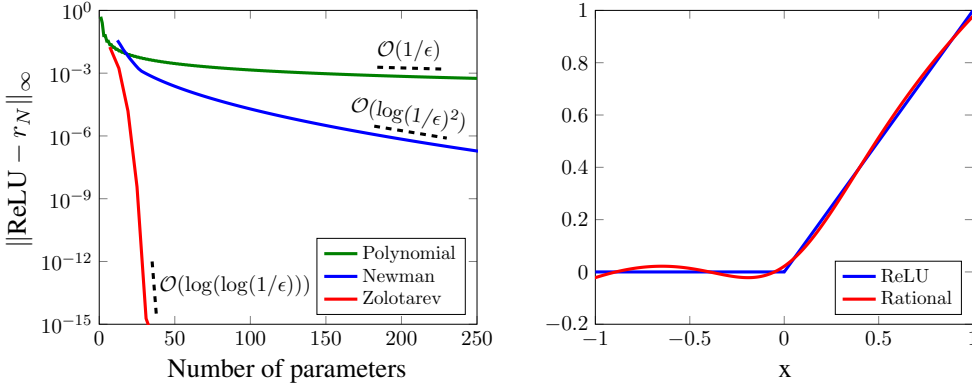 10^0
10^{-3}
10^{-6}
10^{-9}
10^{-12}
10^{-15}
||ReLU − r_N||_∞
O(1/ϵ)
O(log(1/ϵ)^2)
O(log(log(1/ϵ)))
Polynomial
Newman
Zolotarev
0 50 100 150 200 250
Number of parameters
1
0.8
0.6
0.4
0.2
0
−0.2
ReLU
Rational
−1 −0.5 0 0.5 1
x